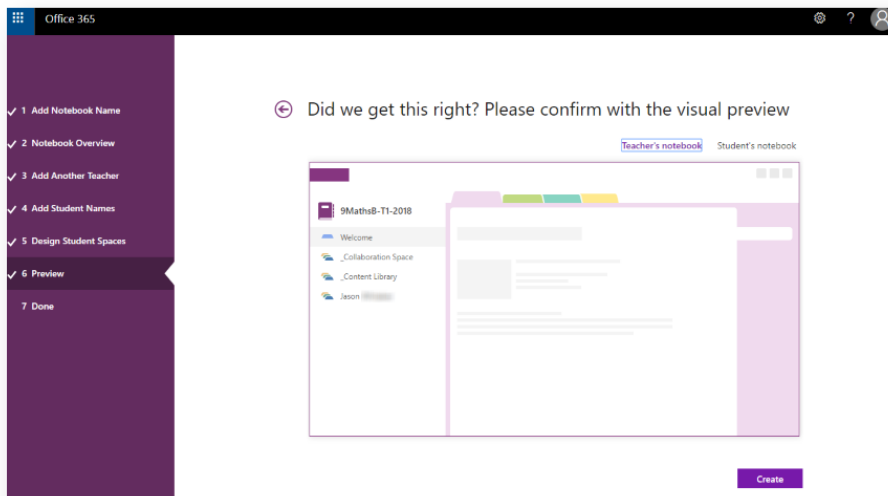 Office 365
?
1 Add Notebook Name
2 Notebook Overview
3 Add Another Teacher
4 Add Student Names
5 Design Student Spaces
6 Preview
7 Done
Did we get this right? Please confirm with the visual preview
Teacher's notebook Student's notebook
9MathsB-T1-2018
Welcome
_Collaboration Space
_Content Library
Jason
Create